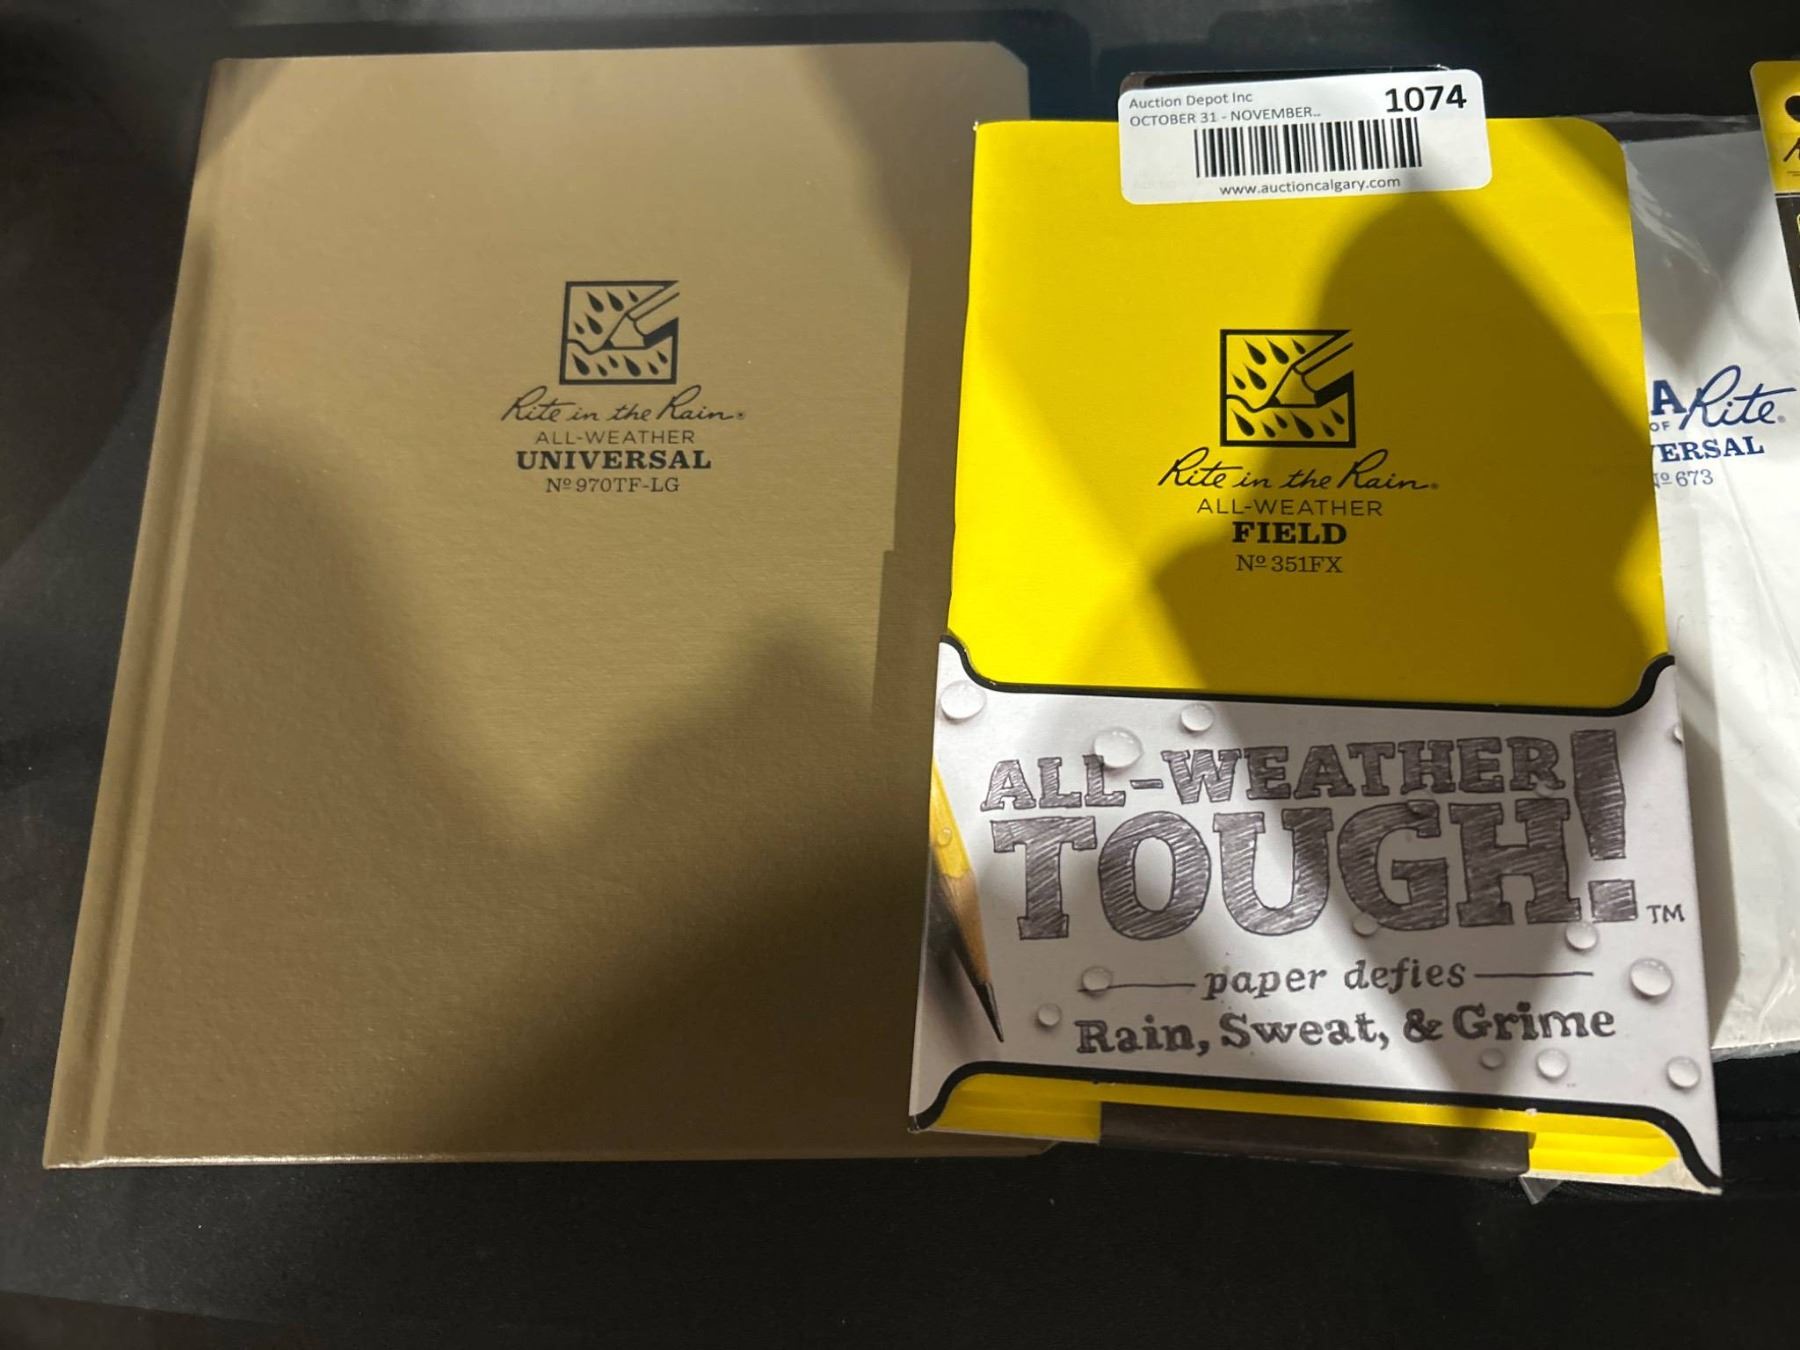 Rite in the Rain®
ALL-WEATHER
UNIVERSAL
Nº 970TF-LG
Auction Depot Inc
1074
OCTOBER 31 - NOVEMBER..
www.auctioncalgary.com
Rite in the Rain®
ALL-WEATHER
FIELD
Nº 351FX
ALL-WEATHER
TOUGH!™
paper defies
Rain, Sweat, & Grime
A Rite®
OF
ERSAL
Nº 673